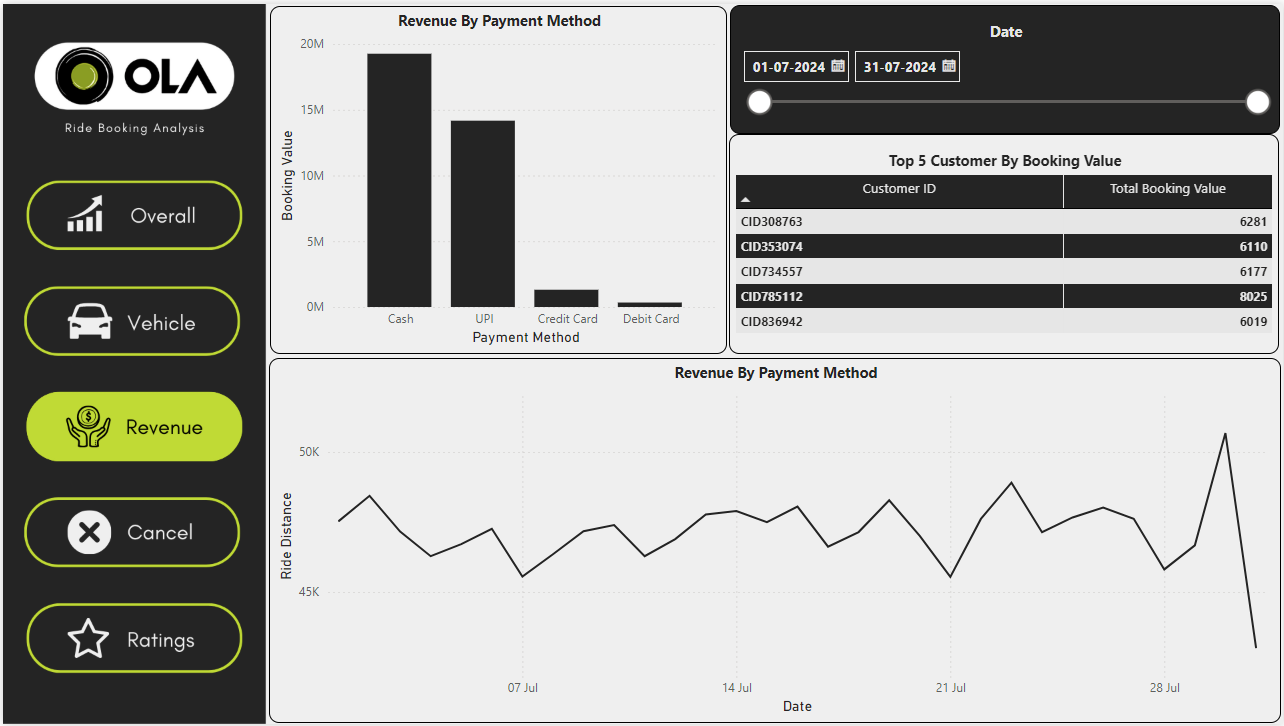 OLA
Ride Booking Analysis
Overall
Vehicle
$
Revenue
Cancel
Ratings
Revenue By Payment Method
20M
15M
10M
5M
0M
Booking Value
Cash UPI Credit Card Debit Card
Payment Method
Date
01-07-2024 31-07-2024
Top 5 Customer By Booking Value
Customer ID Total Booking Value
CID308763 6281
CID353074 6110
CID734557 6177
CID785112 8025
CID836942 6019
Revenue By Payment Method
50K
45K
Ride Distance
07 Jul 14 Jul 21 Jul 28 Jul
Date